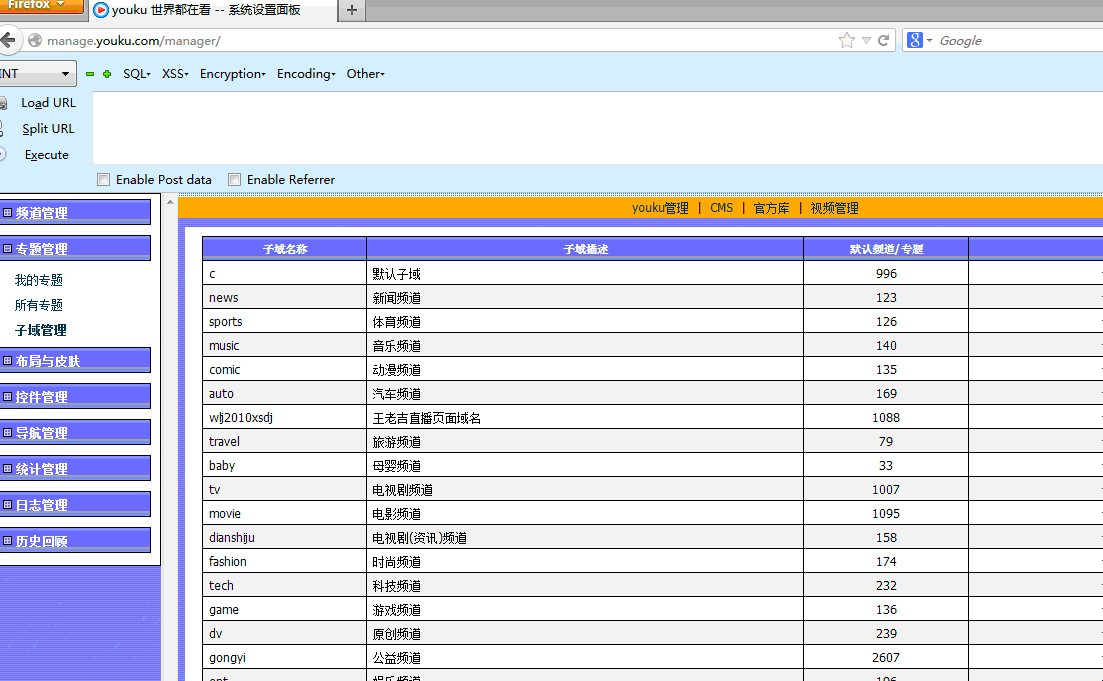 Firefox
youku 世界都在看 -- 系统设置面板
manage.youku.com/manager/
Google
INT
SQL
XSS
Encryption
Encoding
Other
Load URL
Split URL
Execute
Enable Post data
Enable Referrer
频道管理
专题管理
我的专题
所有专题
子域管理
布局与皮肤
控件管理
导航管理
统计管理
日志管理
历史回顾
youku管理 | CMS | 官方库 | 视频管理
子域名称 子域描述 默认频道/专题
c 默认子域 996
news 新闻频道 123
sports 体育频道 126
music 音乐频道 140
comic 动漫频道 135
auto 汽车频道 169
wlj2010xsdj 王老吉直播页面域名 1088
travel 旅游频道 79
baby 母婴频道 33
tv 电视剧频道 1007
movie 电影频道 1095
dianshiju 电视剧(资讯)频道 158
fashion 时尚频道 174
tech 科技频道 232
game 游戏频道 136
dv 原创频道 239
gongyi 公益频道 2607